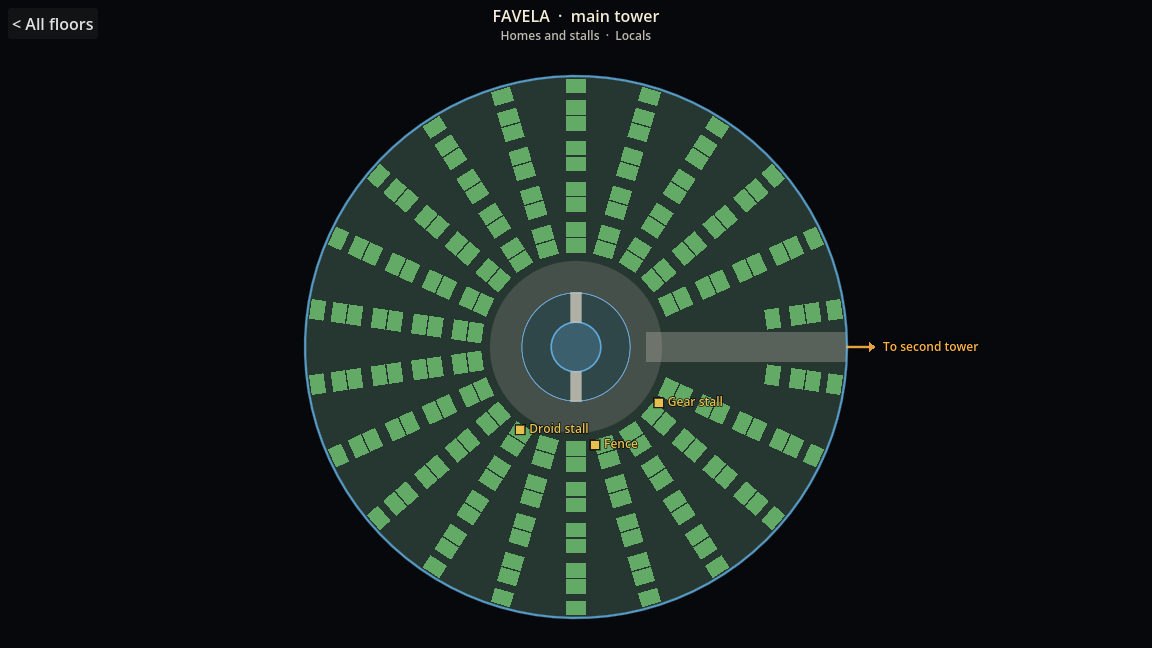 < All floors
FAVELA · main tower
Homes and stalls · Locals
To second tower
Gear stall
Droid stall
Fence